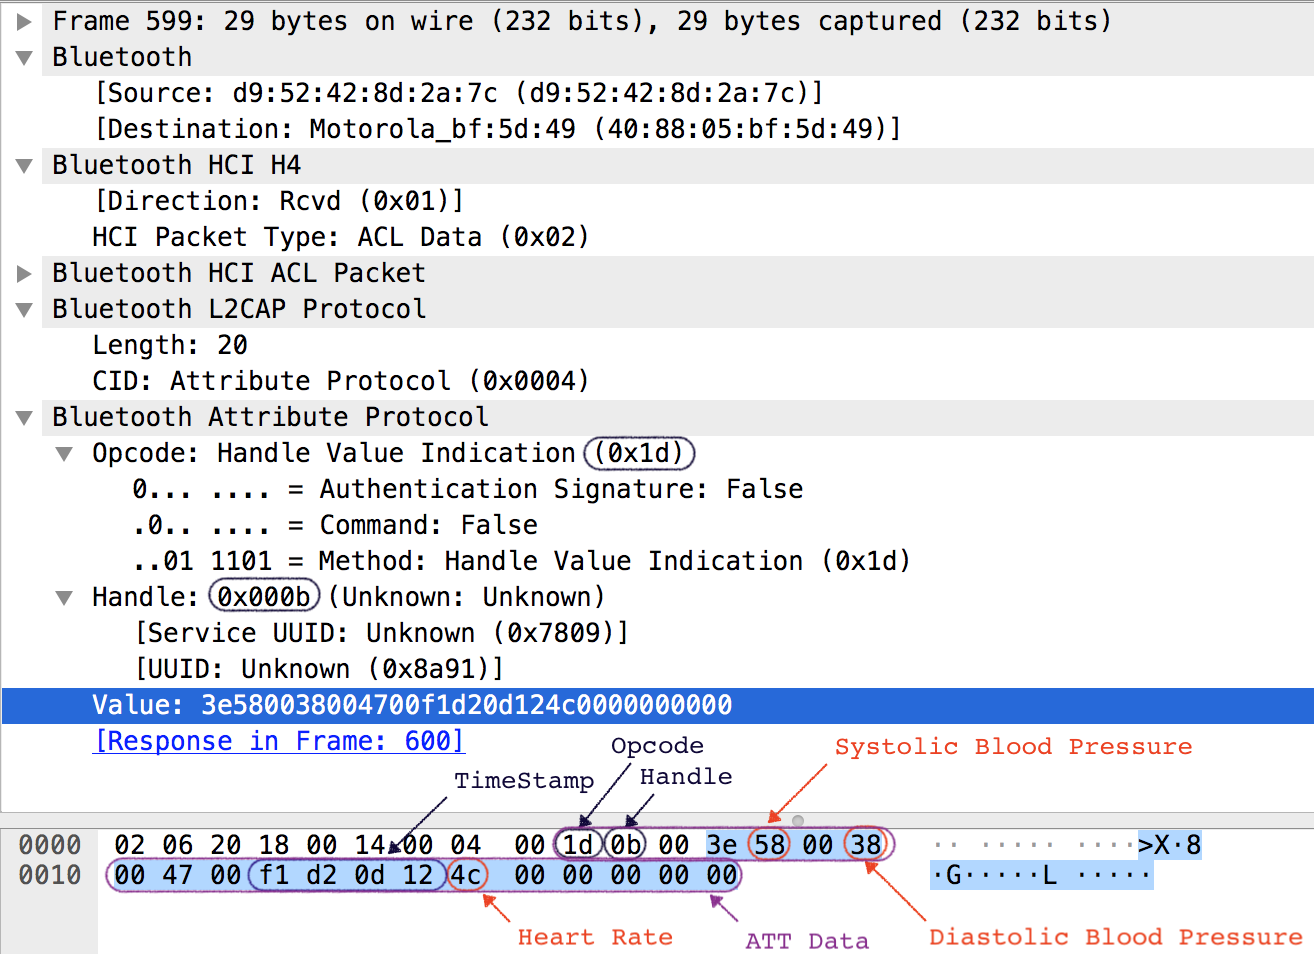 Frame 599: 29 bytes on wire (232 bits), 29 bytes captured (232 bits)
Bluetooth
[Source: d9:52:42:8d:2a:7c (d9:52:42:8d:2a:7c)]
[Destination: Motorola_bf:5d:49 (40:88:05:bf:5d:49)]
Bluetooth HCI H4
[Direction: Rcvd (0x01)]
HCI Packet Type: ACL Data (0x02)
Bluetooth HCI ACL Packet
Bluetooth L2CAP Protocol
Length: 20
CID: Attribute Protocol (0x0004)
Bluetooth Attribute Protocol
Opcode: Handle Value Indication (0x1d)
0... .... = Authentication Signature: False
.0.. .... = Command: False
..01 1101 = Method: Handle Value Indication (0x1d)
Handle: 0x000b (Unknown: Unknown)
[Service UUID: Unknown (0x7809)]
[UUID: Unknown (0x8a91)]
Value: 3e580038004700f1d20d124c0000000000
[Response in Frame: 600]
Opcode
Systolic Blood Pressure
TimeStamp
Handle
0000 02 06 20 18 00 14 00 04 00 1d 0b 00 3e 58 00 38 .. ..... ....>X·8
0010 00 47 00 f1 d2 0d 12 4c 00 00 00 00 00 ·G·····L ·····
Heart Rate
ATT Data
Diastolic Blood Pressure